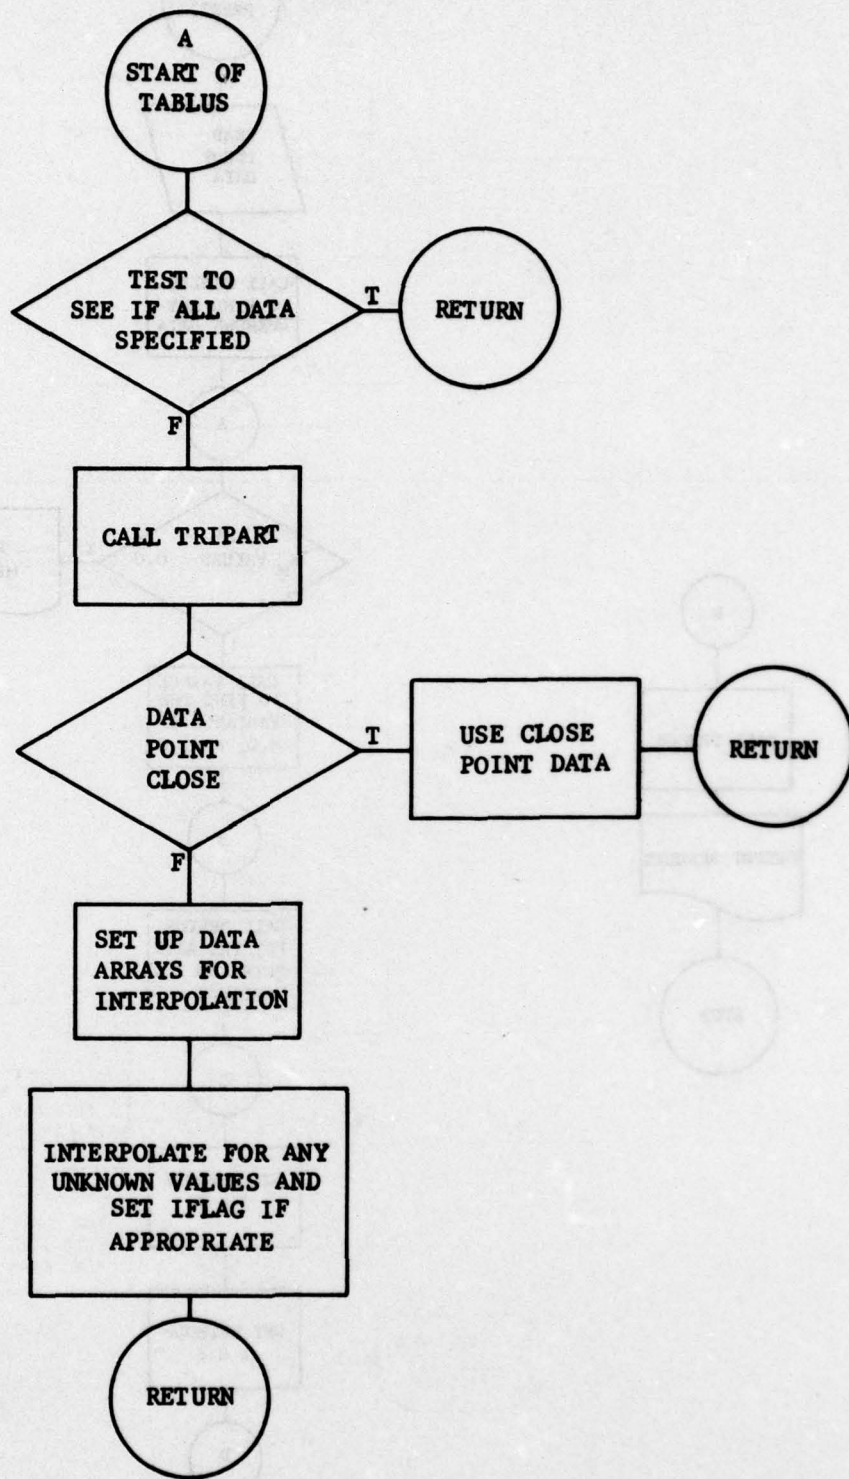 A
START OF
TABLUS
TEST TO
SEE IF ALL DATA
SPECIFIED
T
RETURN
F
CALL TRIPART
DATA
POINT
CLOSE
T
USE CLOSE
POINT DATA
RETURN
F
SET UP DATA
ARRAYS FOR
INTERPOLATION
INTERPOLATE FOR ANY
UNKNOWN VALUES AND
SET IFLAG IF
APPROPRIATE
RETURN